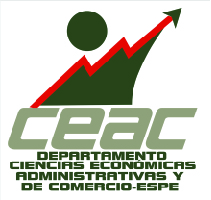 ceac
DEPARTAMENTO
CIENCIAS ECONÓMICAS
ADMINISTRATIVAS Y
DE COMERCIO-ESPE